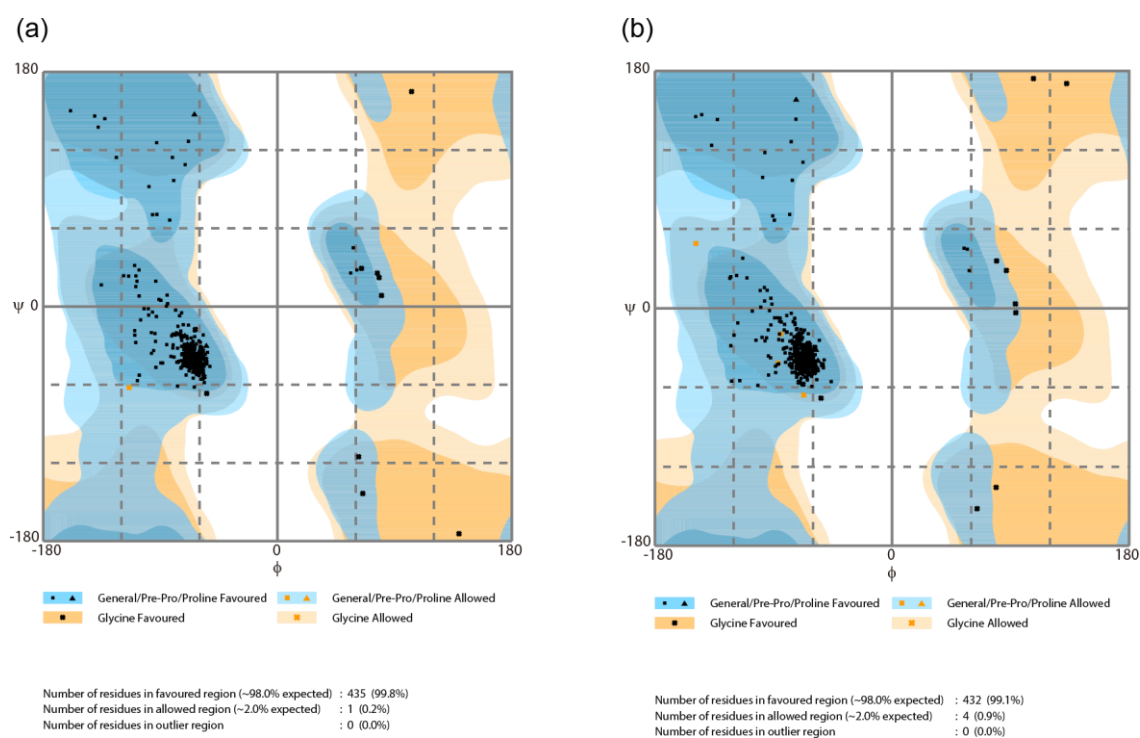 (a)
180
ψ 0
-180
-180 0 180
ϕ
General/Pre-Pro/Proline Favoured General/Pre-Pro/Proline Allowed
Glycine Favoured Glycine Allowed
Number of residues in favoured region (~98.0% expected) : 435 (99.8%)
Number of residues in allowed region (~2.0% expected) : 1 (0.2%)
Number of residues in outlier region : 0 (0.0%)
(b)
180
ψ 0
-180
-180 0 180
ϕ
General/Pre-Pro/Proline Favoured General/Pre-Pro/Proline Allowed
Glycine Favoured Glycine Allowed
Number of residues in favoured region (~98.0% expected) : 432 (99.1%)
Number of residues in allowed region (~2.0% expected) : 4 (0.9%)
Number of residues in outlier region : 0 (0.0%)